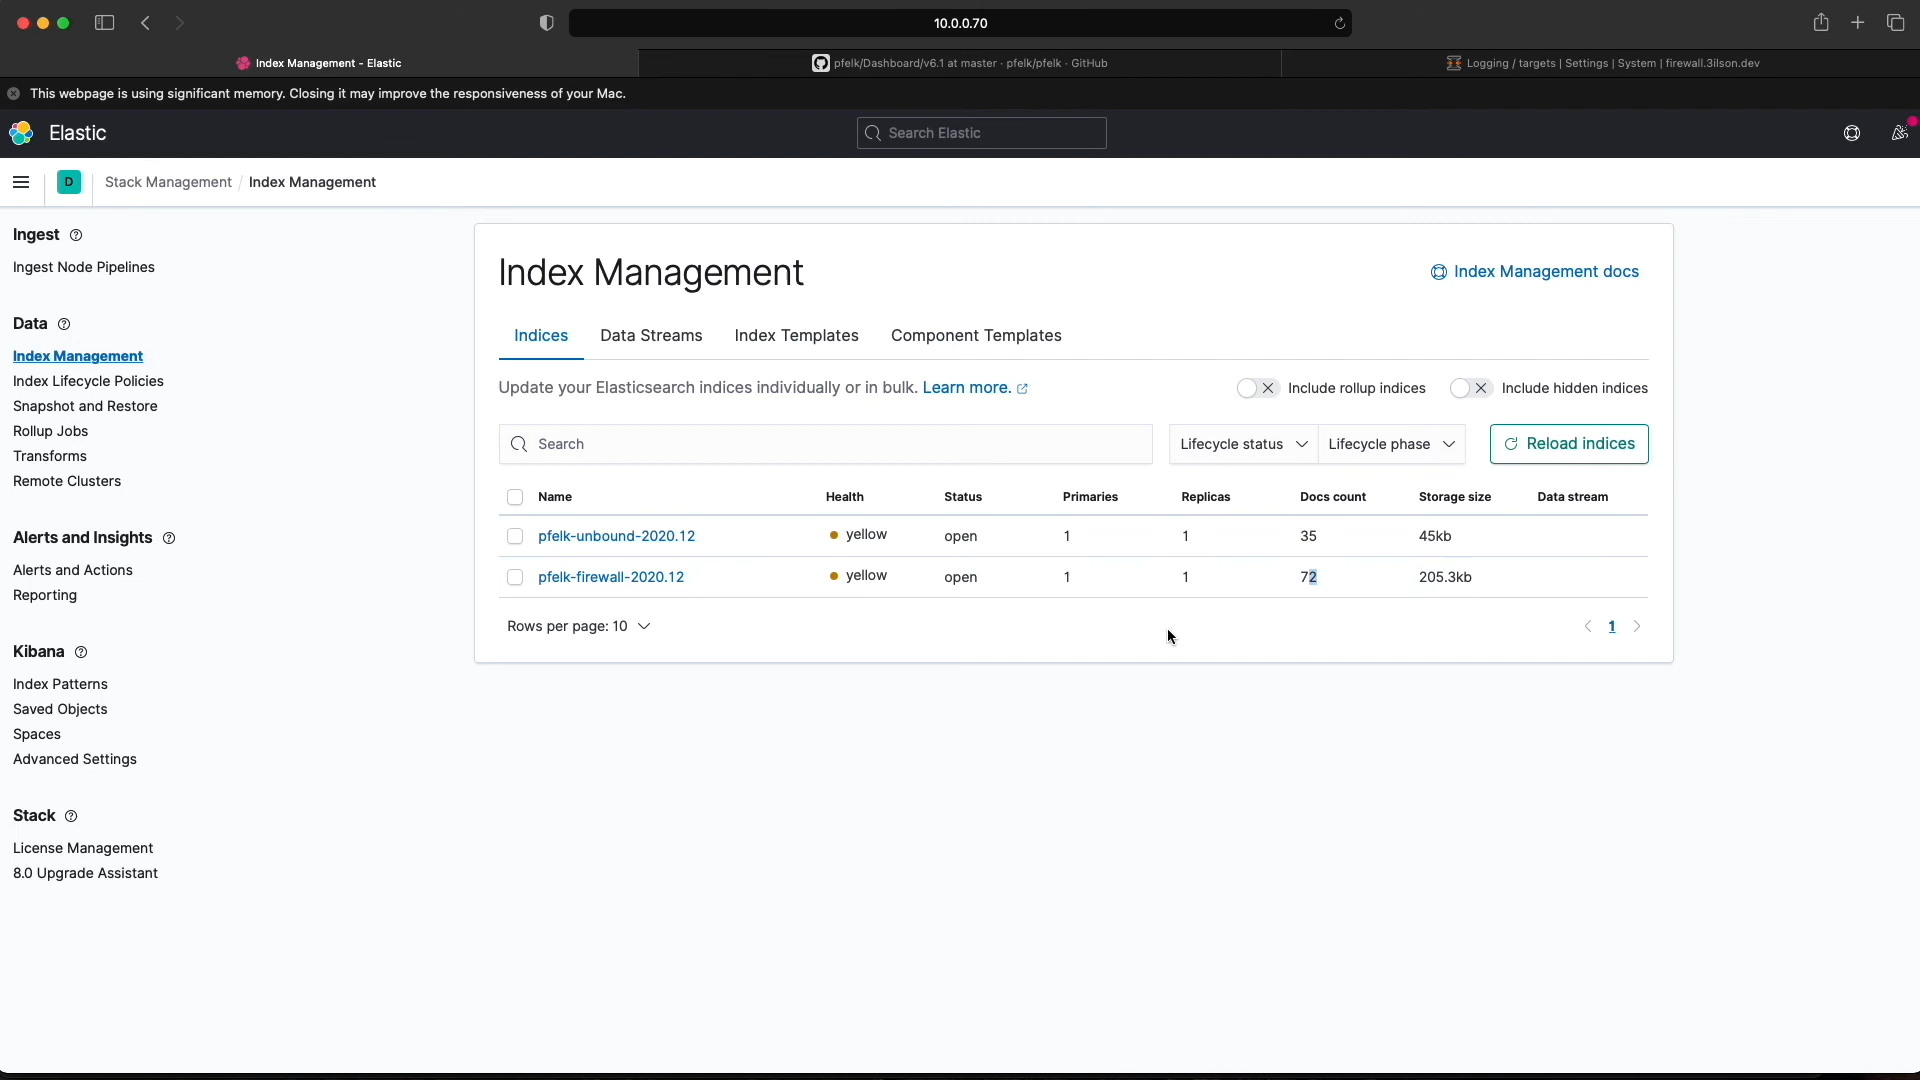 10.0.0.70
Index Management - Elastic
pfelk/Dashboard/v6.1 at master · pfelk/pfelk · GitHub
Logging / targets | Settings | System | firewall.3ilson.dev
This webpage is using significant memory. Closing it may improve the responsiveness of your Mac.
Elastic
Search Elastic
D
Stack Management / Index Management
Ingest
Ingest Node Pipelines
Data
Index Management
Index Lifecycle Policies
Snapshot and Restore
Rollup Jobs
Transforms
Remote Clusters
Alerts and Insights
Alerts and Actions
Reporting
Kibana
Index Patterns
Saved Objects
Spaces
Advanced Settings
Stack
License Management
8.0 Upgrade Assistant
Index Management
Index Management docs
Indices Data Streams Index Templates Component Templates
Update your Elasticsearch indices individually or in bulk. Learn more.
Include rollup indices Include hidden indices
Search
Lifecycle status Lifecycle phase Reload indices
Name Health Status Primaries Replicas Docs count Storage size Data stream
pfelk-unbound-2020.12 yellow open 1 1 35 45kb
pfelk-firewall-2020.12 yellow open 1 1 72 205.3kb
Rows per page: 10
1